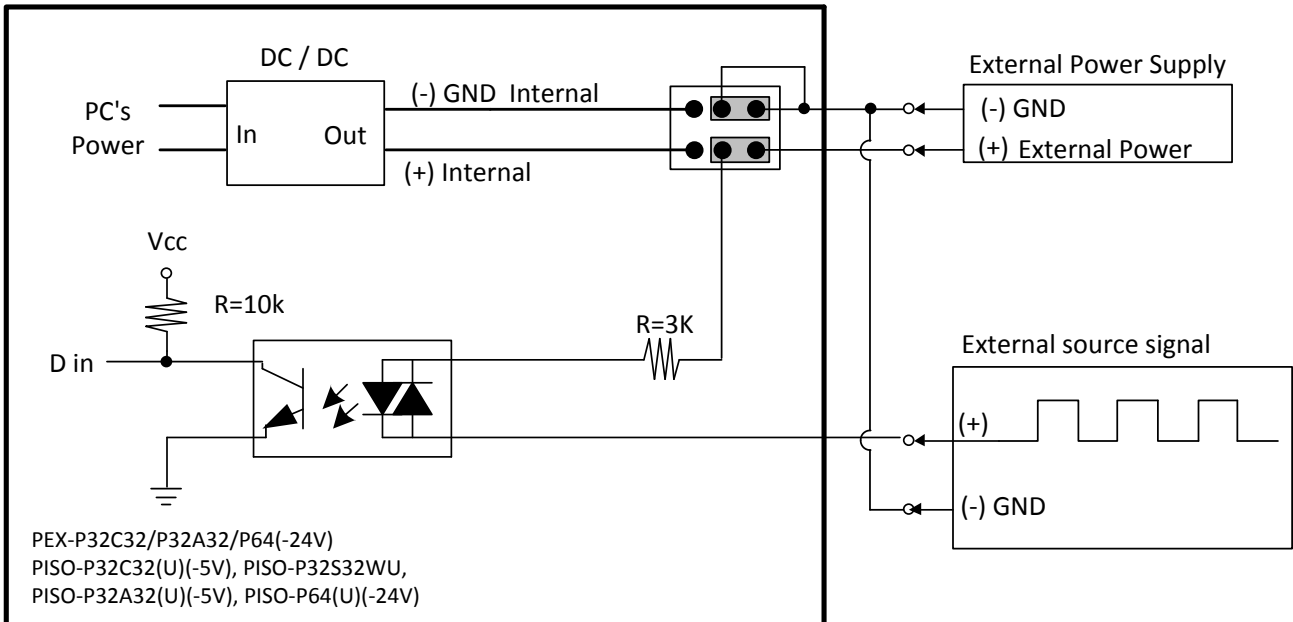 DC / DC
External Power Supply
(-) GND Internal
(-) GND
PC's
Power
In
Out
(+) External Power
(+) Internal
Vcc
R=10k
R=3K
D in
External source signal
(+)
(-) GND
PEX-P32C32/P32A32/P64(-24V)
PISO-P32C32(U)(-5V), PISO-P32S32WU,
PISO-P32A32(U)(-5V), PISO-P64(U)(-24V)